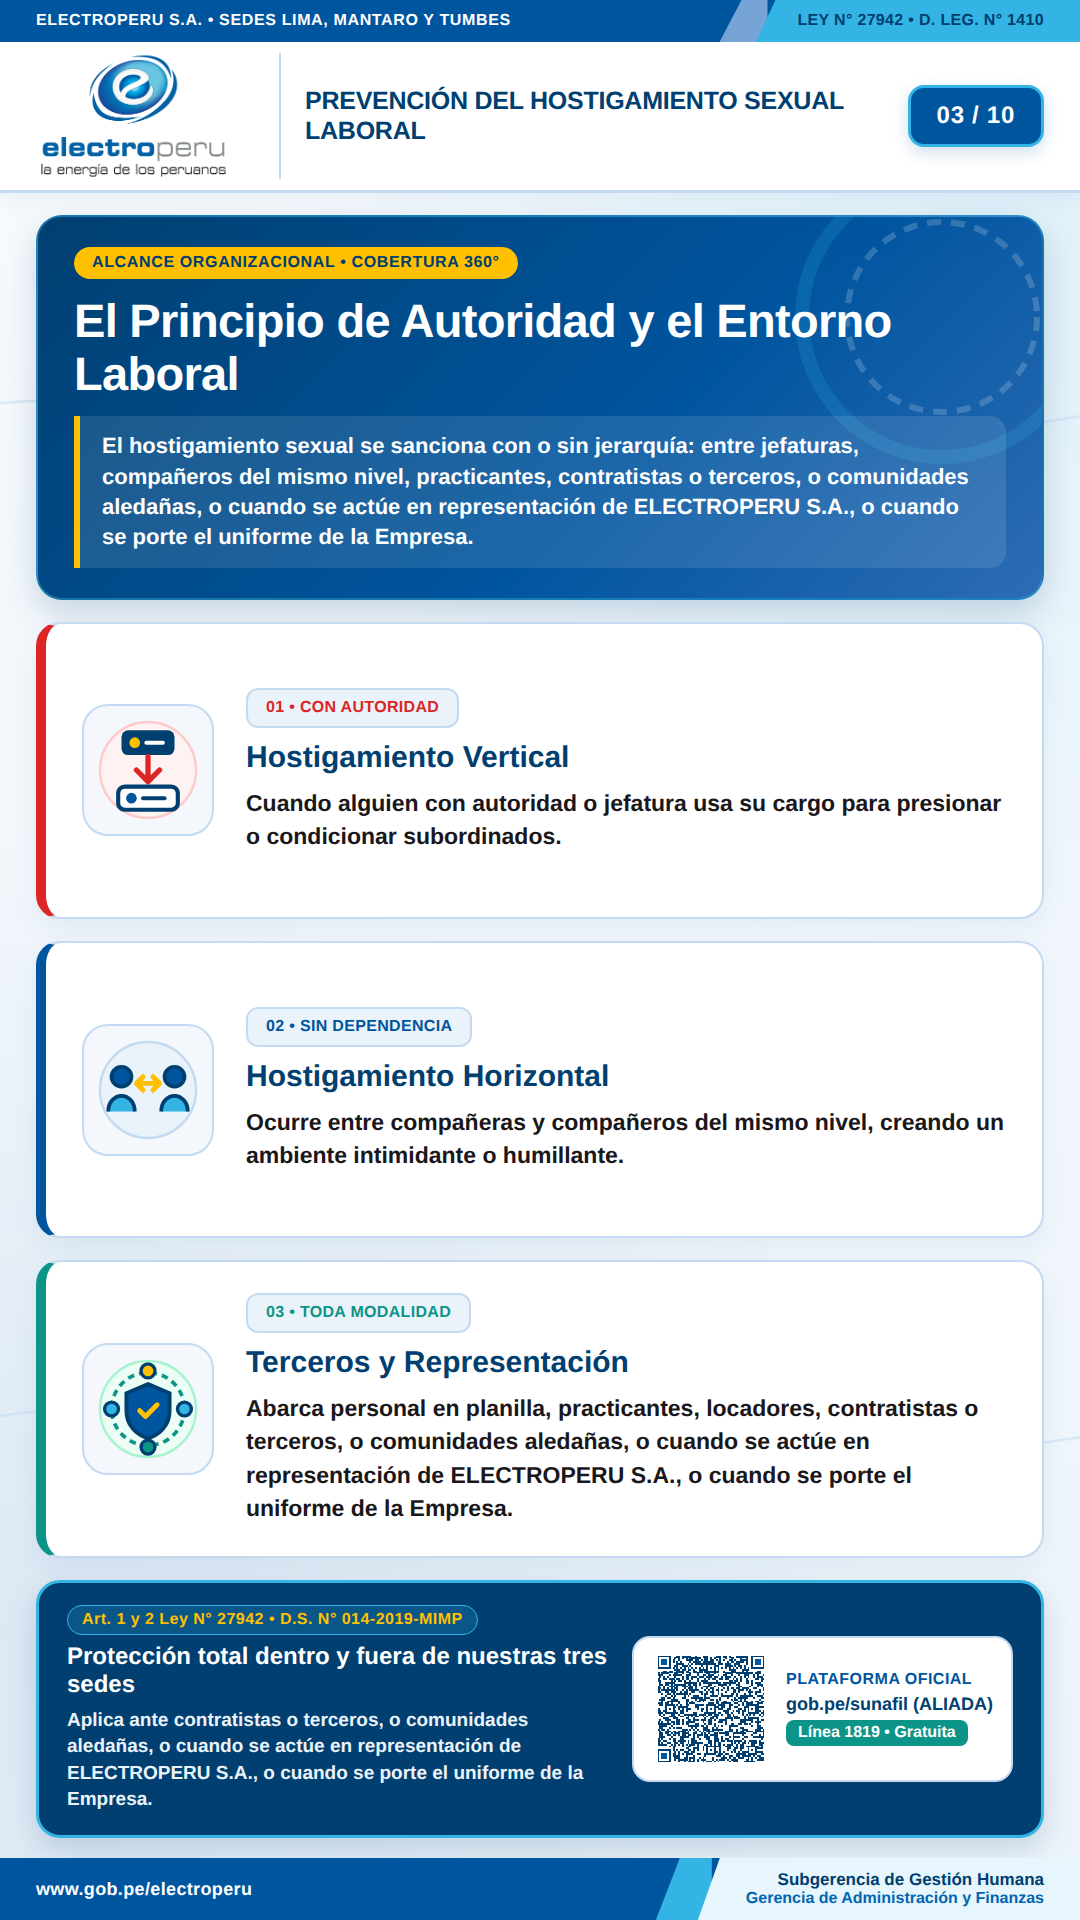 ELECTROPERU S.A. • SEDES LIMA, MANTARO Y TUMBES
LEY N° 27942 • D. LEG. N° 1410
electroperu
la energía de los peruanos
PREVENCIÓN DEL HOSTIGAMIENTO SEXUAL
LABORAL
03 / 10
ALCANCE ORGANIZACIONAL • COBERTURA 360°
El Principio de Autoridad y el Entorno
Laboral
El hostigamiento sexual se sanciona con o sin jerarquía: entre jefaturas,
compañeros del mismo nivel, practicantes, contratistas o terceros, o comunidades
aledañas, o cuando se actúe en representación de ELECTROPERU S.A., o cuando
se porte el uniforme de la Empresa.
01 • CON AUTORIDAD
Hostigamiento Vertical
Cuando alguien con autoridad o jefatura usa su cargo para presionar
o condicionar subordinados.
02 • SIN DEPENDENCIA
Hostigamiento Horizontal
Ocurre entre compañeras y compañeros del mismo nivel, creando un
ambiente intimidante o humillante.
03 • TODA MODALIDAD
Terceros y Representación
Abarca personal en planilla, practicantes, locadores, contratistas o
terceros, o comunidades aledañas, o cuando se actúe en
representación de ELECTROPERU S.A., o cuando se porte el
uniforme de la Empresa.
Art. 1 y 2 Ley N° 27942 • D.S. N° 014-2019-MIMP
Protección total dentro y fuera de nuestras tres
sedes
Aplica ante contratistas o terceros, o comunidades
aledañas, o cuando se actúe en representación de
ELECTROPERU S.A., o cuando se porte el uniforme de la
Empresa.
PLATAFORMA OFICIAL
gob.pe/sunafil (ALIADA)
Línea 1819 • Gratuita
www.gob.pe/electroperu
Subgerencia de Gestión Humana
Gerencia de Administración y Finanzas